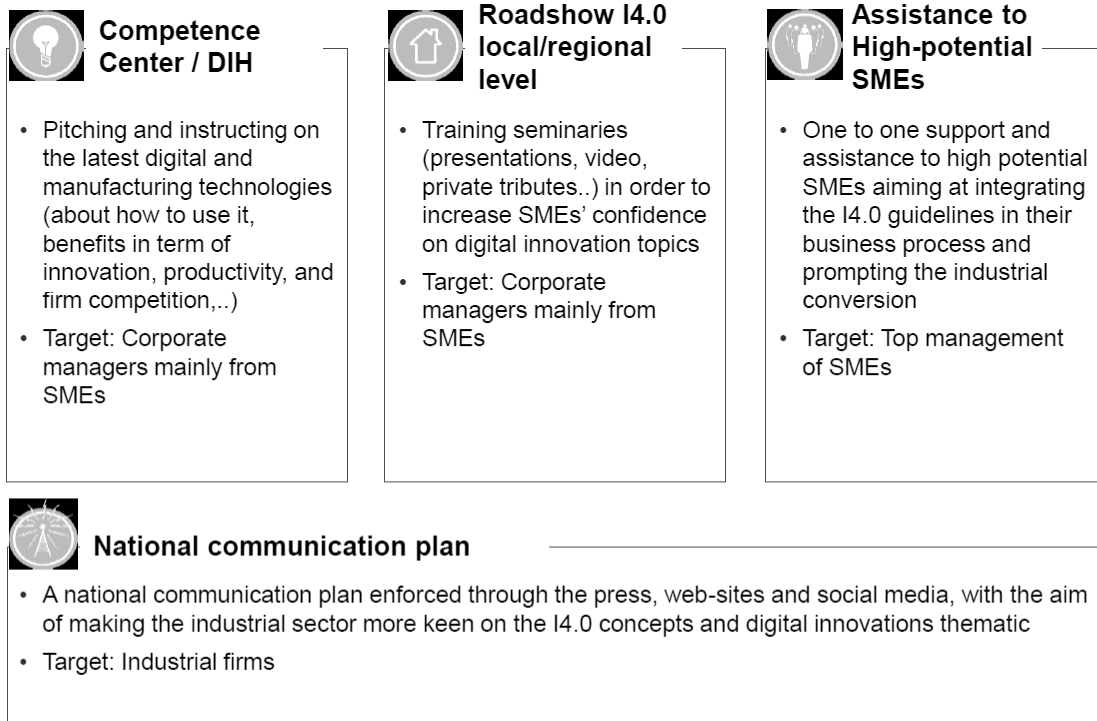 Competence
Center / DIH
• Pitching and instructing on
the latest digital and
manufacturing technologies
(about how to use it,
benefits in term of
innovation, productivity, and
firm competition,..)
• Target: Corporate
managers mainly from
SMEs
Roadshow I4.0
local/regional
level
• Training seminaries
(presentations, video,
private tributes..) in order to
increase SMEs’ confidence
on digital innovation topics
• Target: Corporate
managers mainly from
SMEs
Assistance to
High-potential
SMEs
• One to one support and
assistance to high potential
SMEs aiming at integrating
the I4.0 guidelines in their
business process and
prompting the industrial
conversion
• Target: Top management
of SMEs
National communication plan
• A national communication plan enforced through the press, web-sites and social media, with the aim
of making the industrial sector more keen on the I4.0 concepts and digital innovations thematic
• Target: Industrial firms